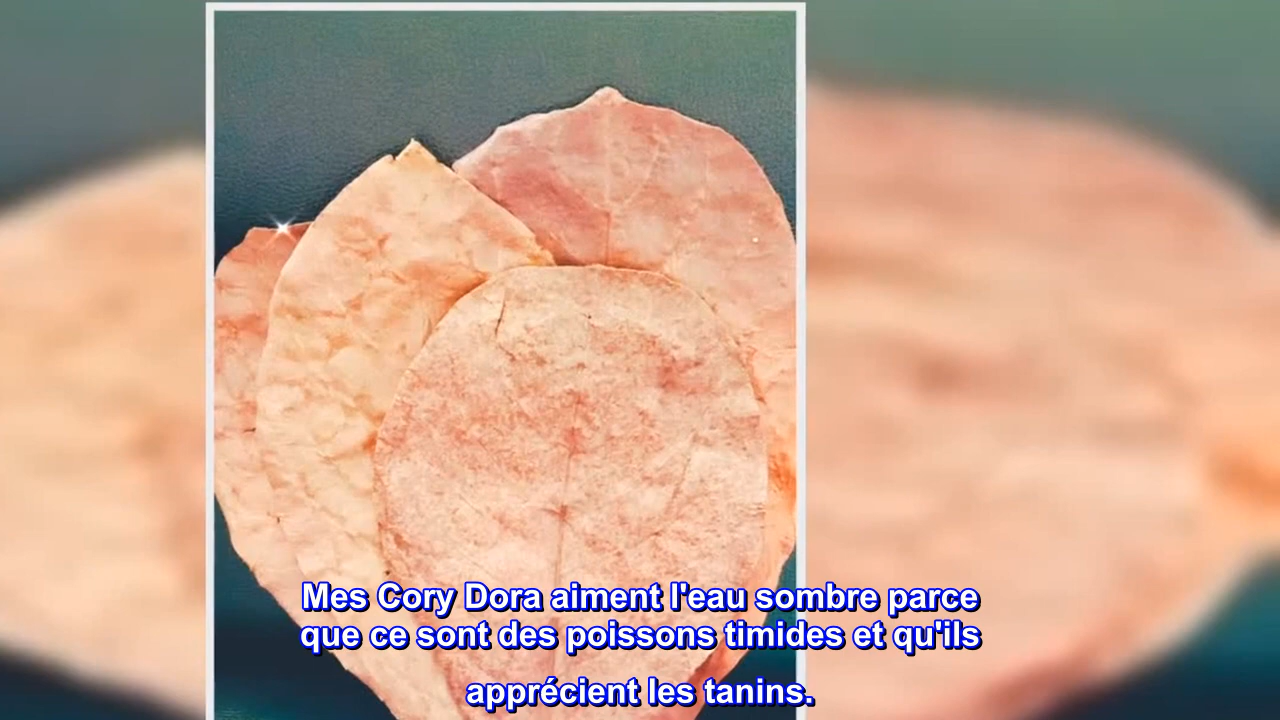 Mes Cory Dora aiment l'eau sombre parce
que ce sont des poissons timides et qu'ils
apprécient les tanins.